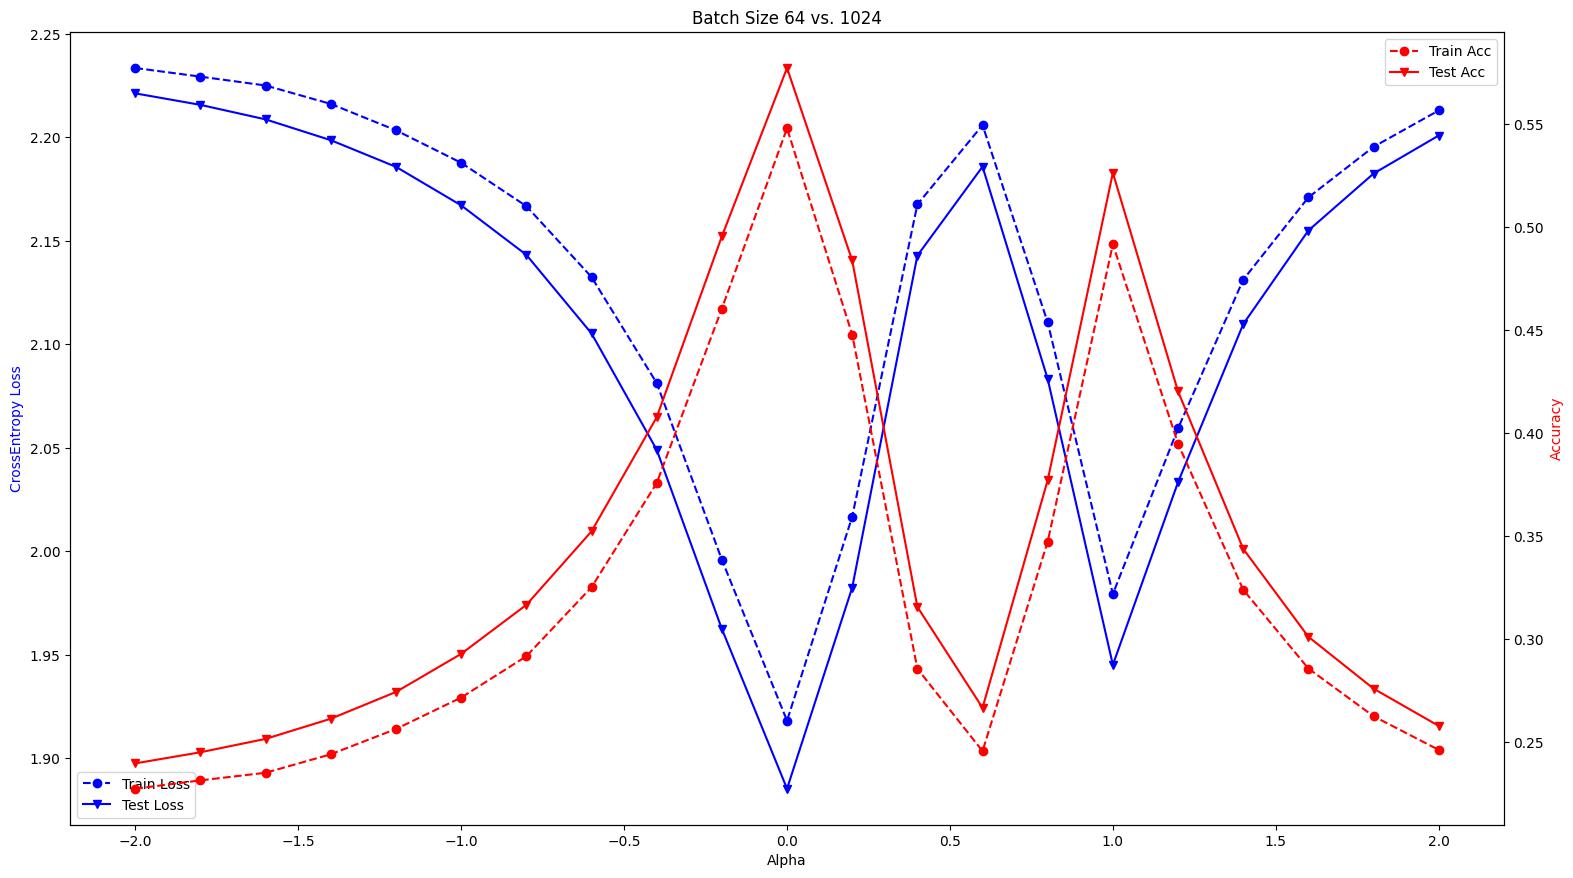 Batch Size 64 vs. 1024
2.25
2.20
2.15
2.10
2.05
2.00
1.95
1.90
CrossEntropy Loss
Train Acc
Test Acc
0.55
0.50
0.45
0.40
0.35
0.30
0.25
Accuracy
Train Loss
Test Loss
−2.0 −1.5 −1.0 −0.5 0.0 0.5 1.0 1.5 2.0
Alpha